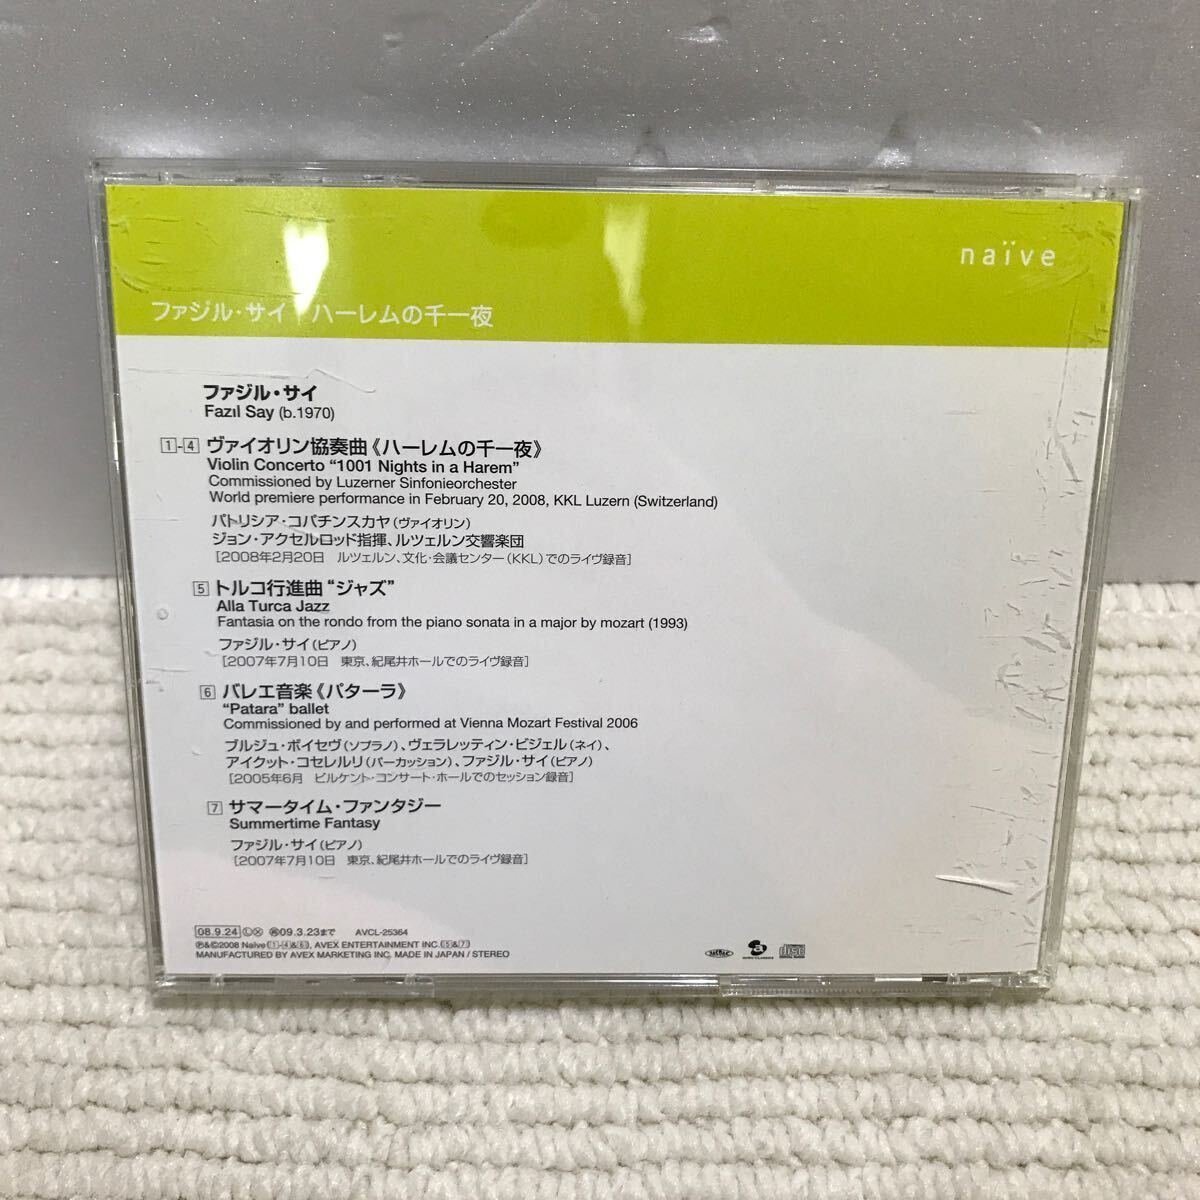 naïve
ファジル・サイ/ハーレムの千一夜
ファジル・サイ
Fazıl Say (b.1970)
1-4 ヴァイオリン協奏曲《ハーレムの千一夜》
Violin Concerto “1001 Nights in a Harem”
Commissioned by Luzerner Sinfonieorchester
World premiere performance in February 20, 2008, KKL Luzern (Switzerland)
パトリシア・コパチンスカヤ(ヴァイオリン)
ジョン・アクセルロッド指揮、ルツェルン交響楽団
[2008年2月20日 ルツェルン、文化・会議センター(KKL)でのライヴ録音]
5 トルコ行進曲“ジャズ”
Alla Turca Jazz
Fantasia on the rondo from the piano sonata in a major by mozart (1993)
ファジル・サイ(ピアノ)
[2007年7月10日 東京、紀尾井ホールでのライヴ録音]
6 バレエ音楽《パターラ》
“Patara” ballet
Commissioned by and performed at Vienna Mozart Festival 2006
ブルジュ・ボイセヴ(ソプラノ)、ヴェラレッティン・ビジェル(ネイ)、
アイクット・コセレルリ(パーカッション)、ファジル・サイ(ピアノ)
[2005年6月 ビルケント・コンサート・ホールでのセッション録音]
7 サマータイム・ファンタジー
Summertime Fantasy
ファジル・サイ(ピアノ)
[2007年7月10日 東京、紀尾井ホールでのライヴ録音]
08.9.24 Ⓛ Ⓧ ㊢09.3.23まで AVCL-25364
℗&©2008 Naïve (1-4&6), AVEX ENTERTAINMENT INC.(5&7)
MANUFACTURED BY AVEX MARKETING INC. MADE IN JAPAN / STEREO